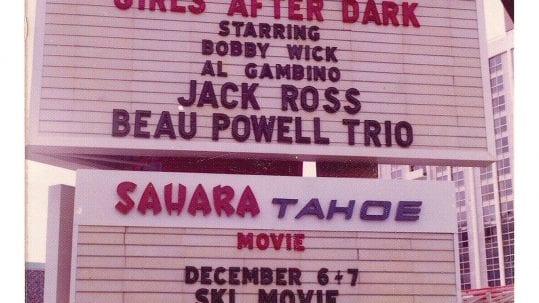 GIRLS AFTER DARK
STARRING
BOBBY WICK
AL GAMBINO
JACK ROSS
BEAU POWELL TRIO
SAHARA TAHOE
MOVIE
DECEMBER 6+7
SKI MOVIE